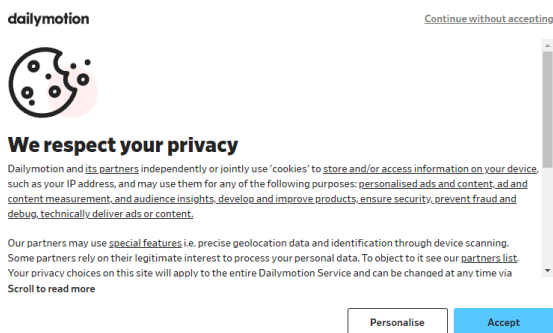 dailymotion
Continue without accepting
We respect your privacy
Dailymotion and its partners independently or jointly use 'cookies' to store and/or access information on your device,
such as your IP address, and may use them for any of the following purposes: personalised ads and content, ad and
content measurement, and audience insights, develop and improve products, ensure security, prevent fraud and
debug, technically deliver ads or content.
Our partners may use special features i.e. precise geolocation data and identification through device scanning.
Some partners rely on their legitimate interest to process your personal data. To object to it see our partners list.
Your privacy choices on this site will apply to the entire Dailymotion Service and can be changed at any time via
Scroll to read more
Personalise
Accept